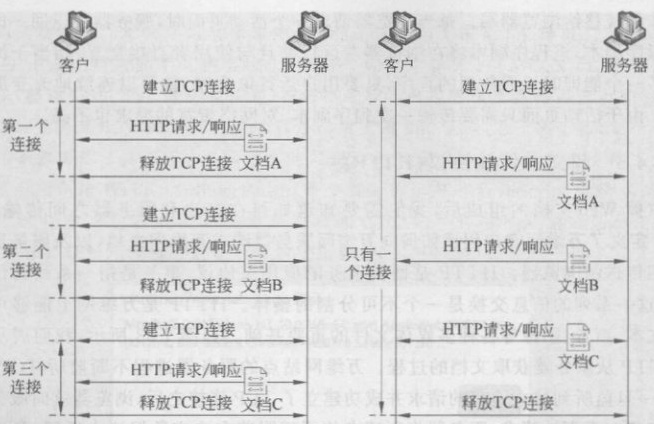 客户
服务器
建立TCP连接
第一个
连接
HTTP请求/响应
释放TCP连接 文档A
建立TCP连接
第二个
连接
HTTP请求/响应
释放TCP连接 文档B
建立TCP连接
第三个
连接
HTTP请求/响应
释放TCP连接 文档C
客户
服务器
建立TCP连接
HTTP请求/响应
文档A
只有一
个连接
HTTP请求/响应
文档B
HTTP请求/响应
文档C
释放TCP连接